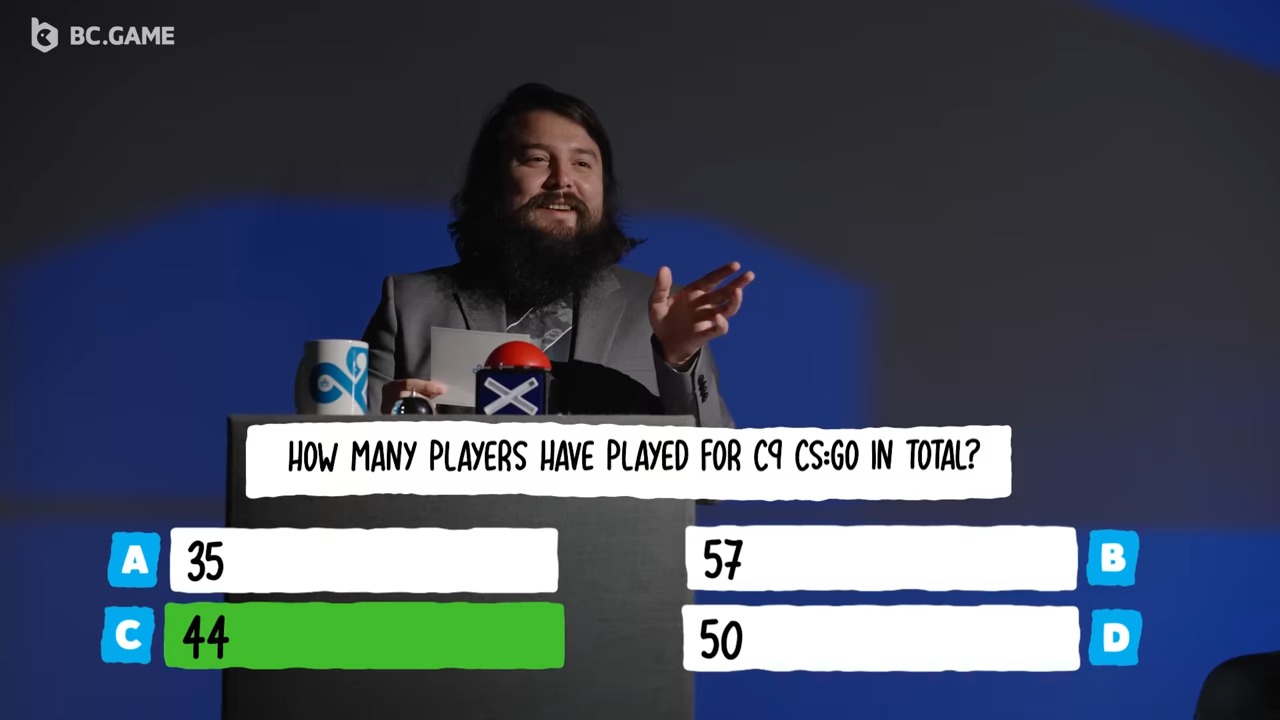 BC.GAME
HOW MANY PLAYERS HAVE PLAYED FOR C9 CS:GO IN TOTAL?
A 35
57 B
C 44
50 D